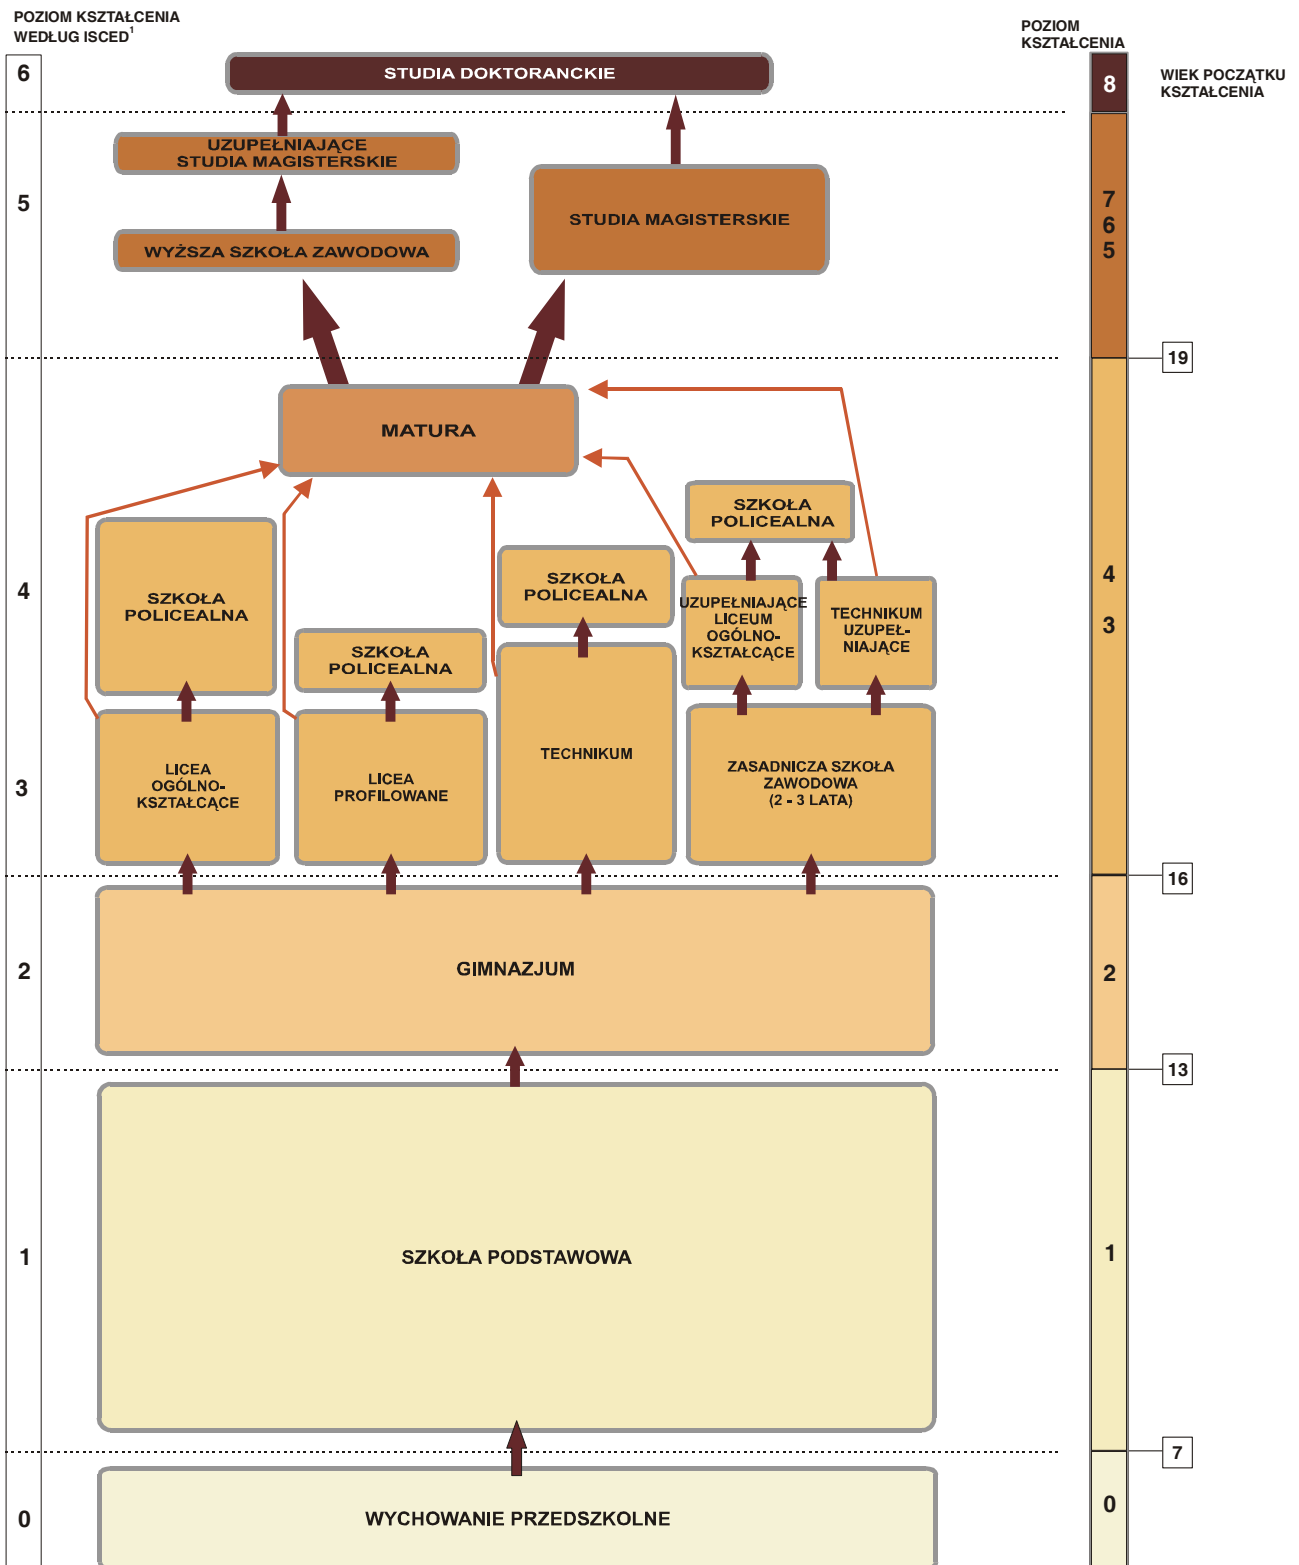 POZIOM KSZTAŁCENIA
WEDŁUG ISCED1
POZIOM
KSZTAŁCENIA
WIEK POCZĄTKU
KSZTAŁCENIA
6
STUDIA DOKTORANCKIE
8
UZUPEŁNIAJĄCE
STUDIA MAGISTERSKIE
5
STUDIA MAGISTERSKIE
WYŻSZA SZKOŁA ZAWODOWA
7
6
5
19
MATURA
SZKOŁA
POLICEALNA
SZKOŁA
POLICEALNA
SZKOŁA
POLICEALNA
SZKOŁA
POLICEALNA
4
UZUPEŁNIAJĄCE
LICEUM
OGÓLNO-
KSZTAŁCĄCE
TECHNIKUM
UZUPEŁ-
NIAJĄCE
4
3
3
LICEA
OGÓLNO-
KSZTAŁCĄCE
LICEA
PROFILOWANE
TECHNIKUM
ZASADNICZA SZKOŁA
ZAWODOWA
(2 - 3 LATA)
16
2
GIMNAZJUM
2
13
1
SZKOŁA PODSTAWOWA
1
7
0
WYCHOWANIE PRZEDSZKOLNE
0